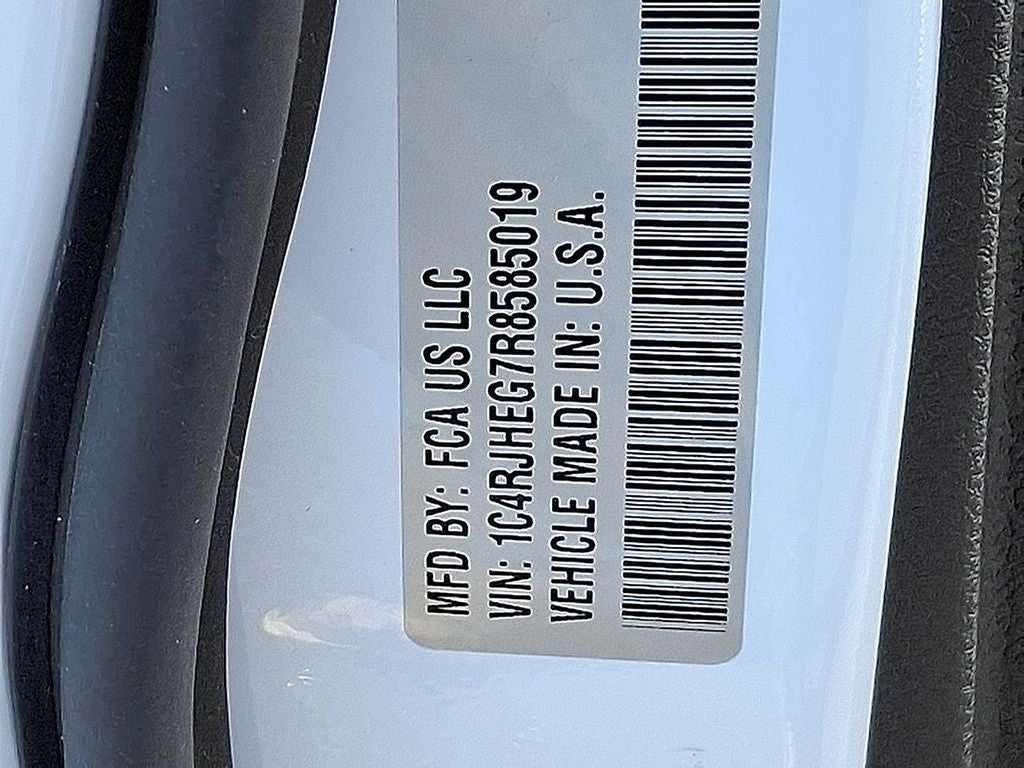 MFD BY: FCA US LLC
VIN: 1C4RJHEG7R8585019
VEHICLE MADE IN: U.S.A.